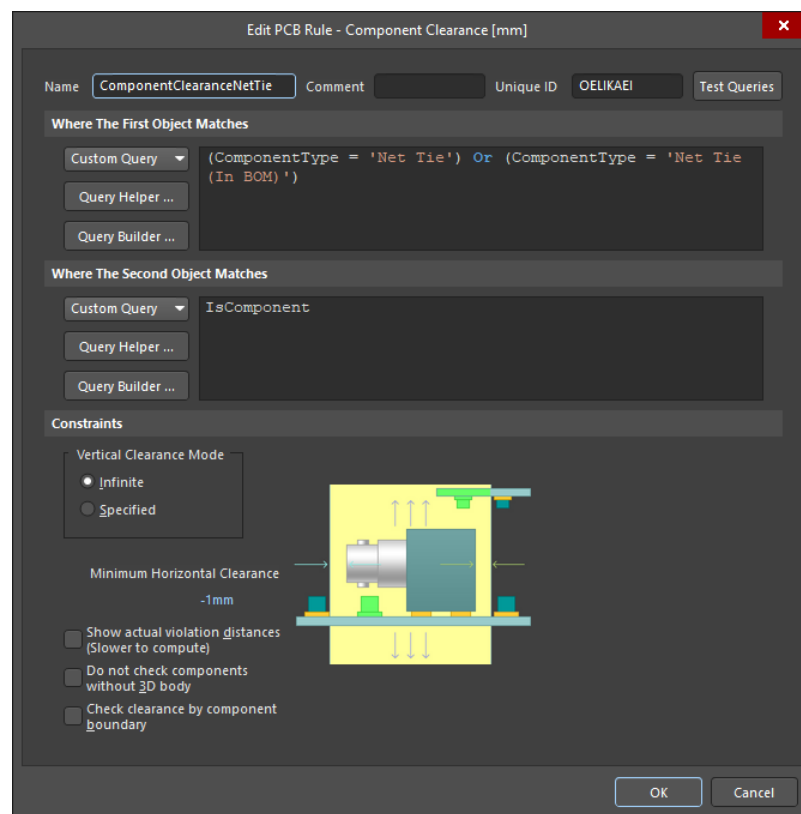 Edit PCB Rule - Component Clearance [mm]
Name ComponentClearanceNetTie Comment Unique ID OELIKAEI Test Queries
Where The First Object Matches
Custom Query
(ComponentType = 'Net Tie') Or (ComponentType = 'Net Tie
(In BOM)')
Query Helper ...
Query Builder ...
Where The Second Object Matches
Custom Query
IsComponent
Query Helper ...
Query Builder ...
Constraints
Vertical Clearance Mode
Infinite
Specified
Minimum Horizontal Clearance
-1mm
Show actual violation distances
(Slower to compute)
Do not check components
without 3D body
Check clearance by component
boundary
OK Cancel